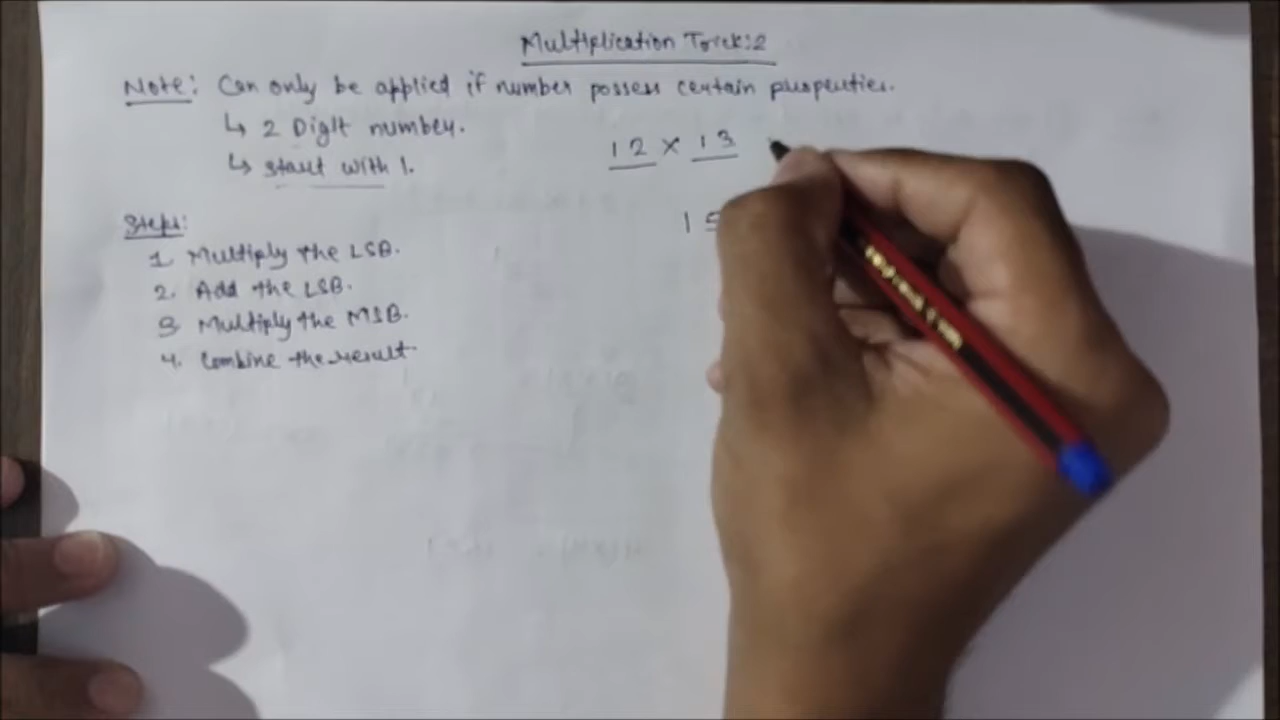 Multiplication Trick:2
Note: Can only be applied if number possess certain properties.
↳ 2 Digit number.
↳ start with 1.
12 × 13
15
Steps:
1. Multiply the LSB.
2. Add the LSB.
3. Multiply the MSB.
4. Combine the result